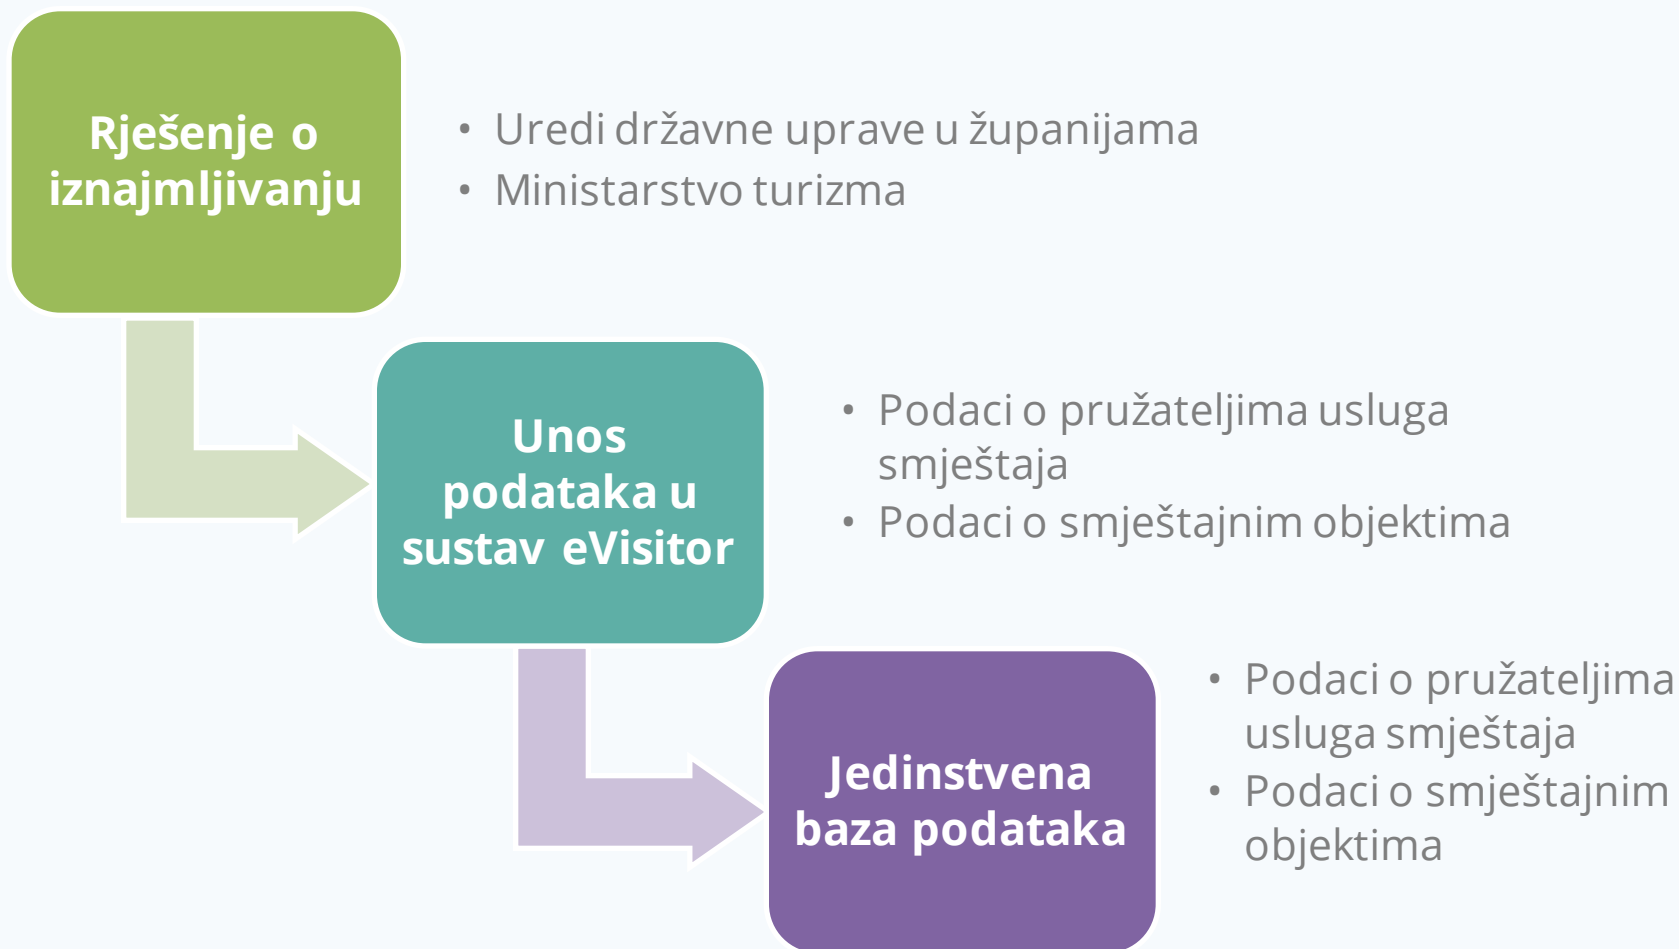 Rješenje o
iznajmljivanju
• Uredi državne uprave u županijama
• Ministarstvo turizma
Unos
podataka u
sustav eVisitor
• Podaci o pružateljima usluga
smještaja
• Podaci o smještajnim objektima
Jedinstvena
baza podataka
• Podaci o pružateljima
usluga smještaja
• Podaci o smještajnim
objektima